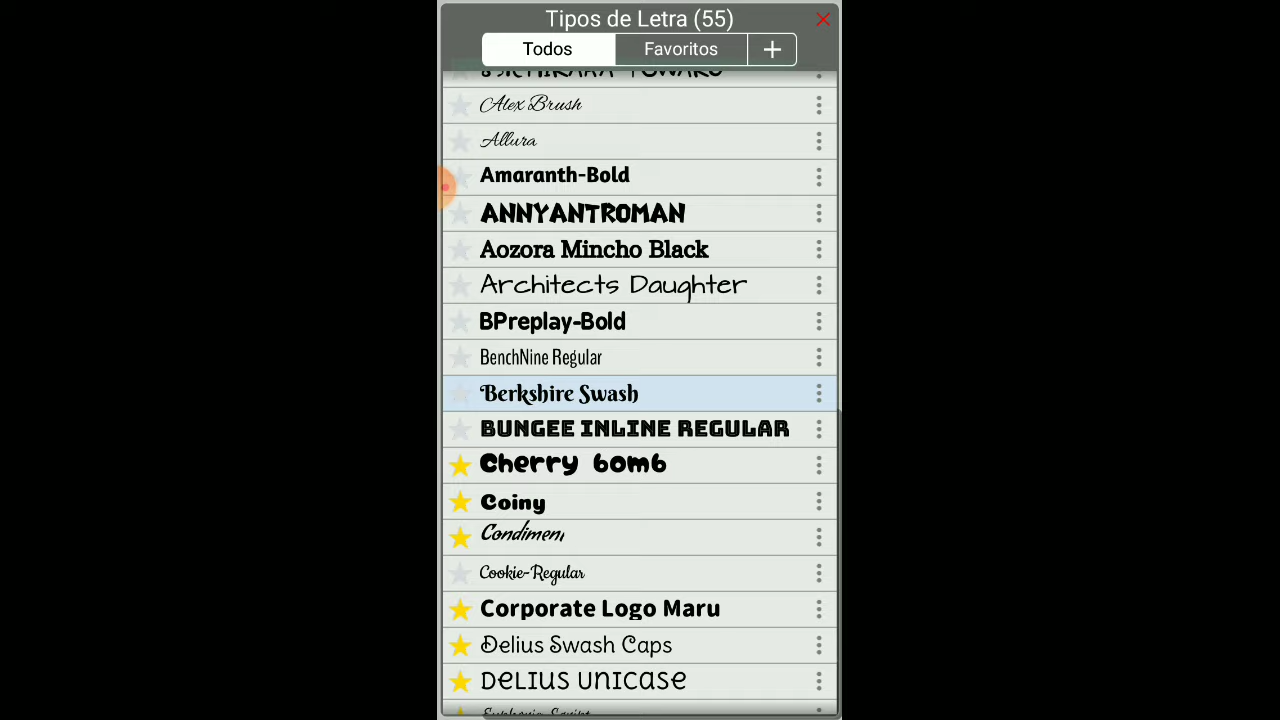 Tipos de Letra (55)
Todos
Favoritos
Alex Brush
Allura
Amaranth-Bold
ANNYANTROMAN
Aozora Mincho Black
Architects Daughter
BPreplay-Bold
BenchNine Regular
Berkshire Swash
BUNGEE INLINE REGULAR
Cherry bomb
Coiny
Condiment
Cookie-Regular
Corporate Logo Maru
Delius Swash Caps
Delius Unicase